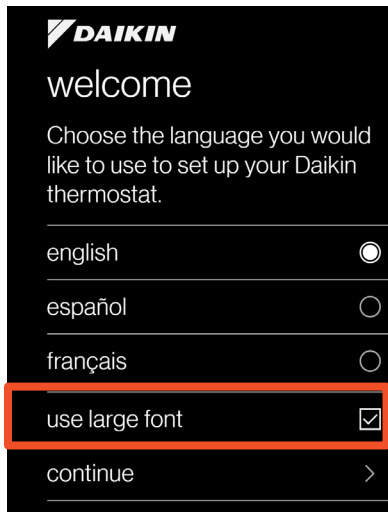 DAIKIN
welcome
Choose the language you would
like to use to set up your Daikin
thermostat.
english
español
français
use large font
continue